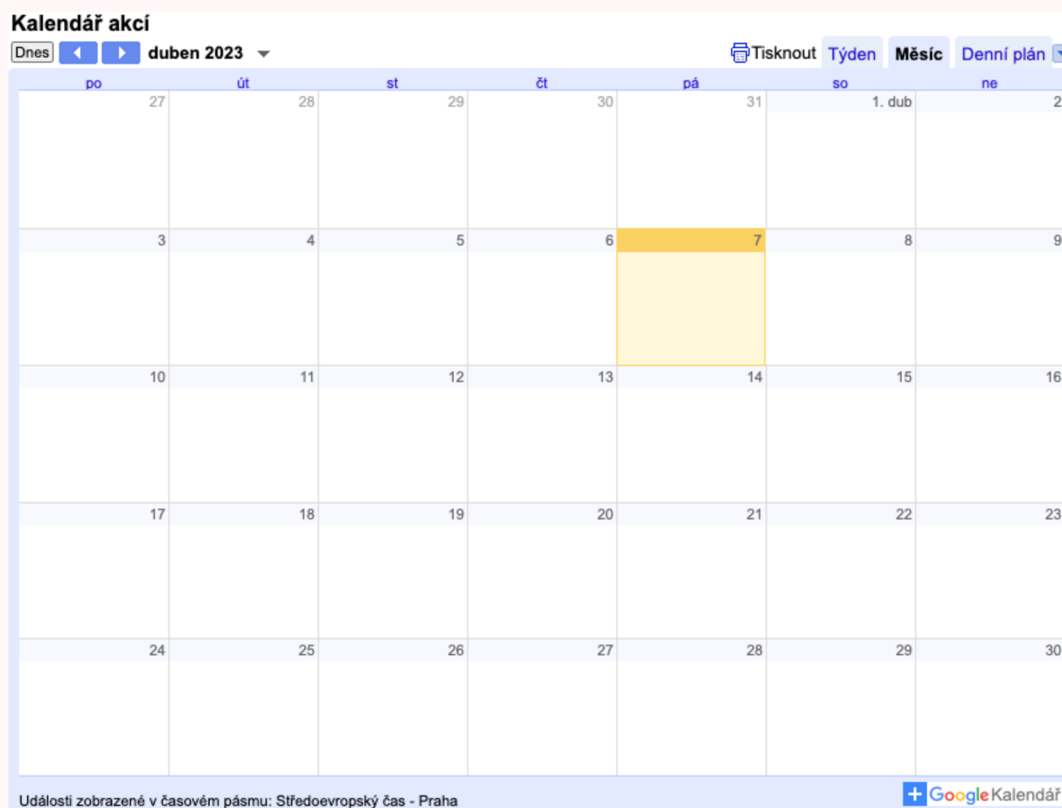 Kalendář akcí
Dnes duben 2023 Tisknout Týden Měsíc Denní plán
po út st čt pá so ne
27 28 29 30 31 1. dub 2
3 4 5 6 7 8 9
10 11 12 13 14 15 16
17 18 19 20 21 22 23
24 25 26 27 28 29 30
Události zobrazené v časovém pásmu: Středoevropský čas - Praha Google Kalendář